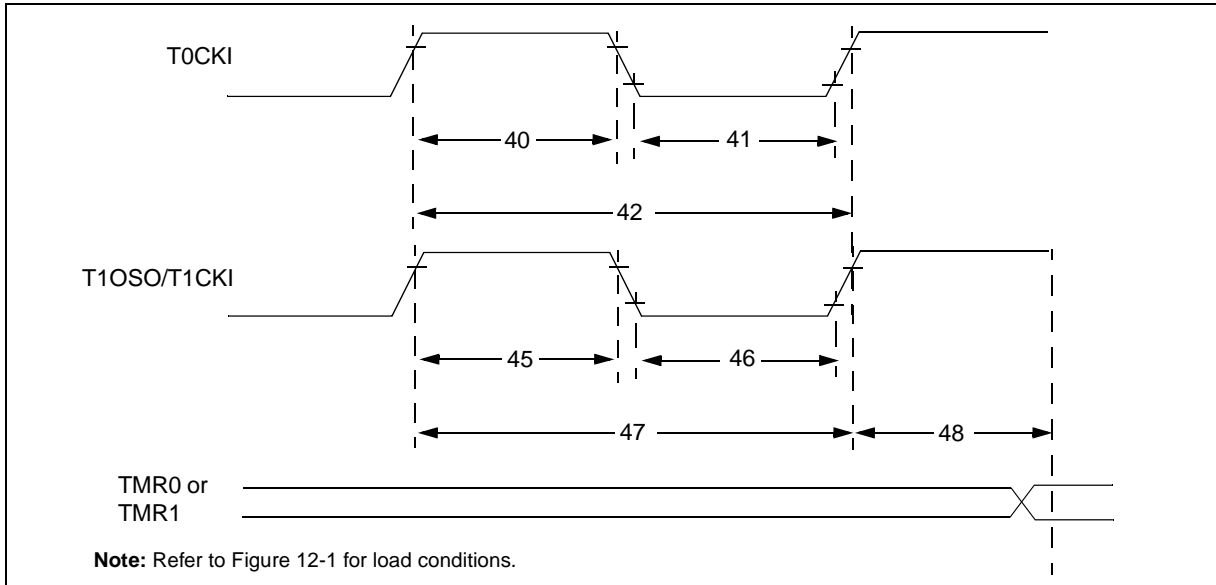 T0CKI
40
41
42
T1OSO/T1CKI
45
46
47
48
TMR0 or
TMR1
Note: Refer to Figure 12-1 for load conditions.